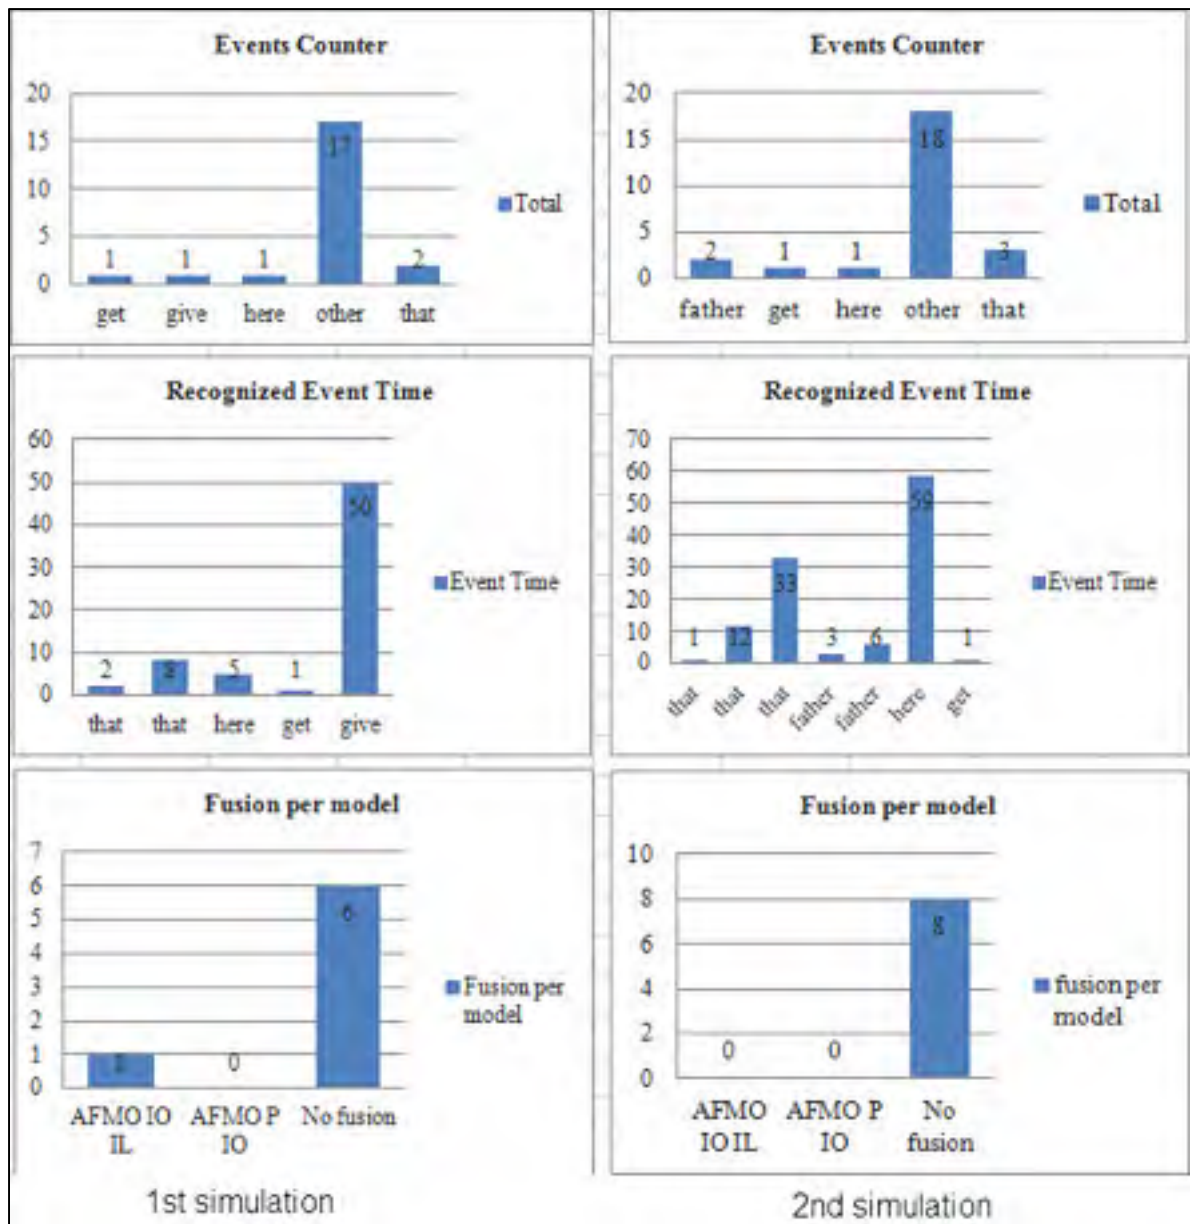 Events Counter
20
15
10
5
0
1
1
1
17
2
get give here other that
Total
Events Counter
20
15
10
5
0
2
1
1
18
3
father get here other that
Total
Recognized Event Time
60
50
40
30
20
10
0
2
8
5
1
50
that that here get give
Event Time
Recognized Event Time
70
60
50
40
30
20
10
0
1
12
33
3
6
59
1
that that that father father here get
Event Time
Fusion per model
7
6
5
4
3
2
1
0
1
0
6
AFMO IO AFMO P No fusion
IL IO
Fusion per
model
Fusion per model
10
8
6
4
2
0
0
0
8
AFMO AFMO P No
IO IL IO fusion
fusion per
model
1st simulation
2nd simulation